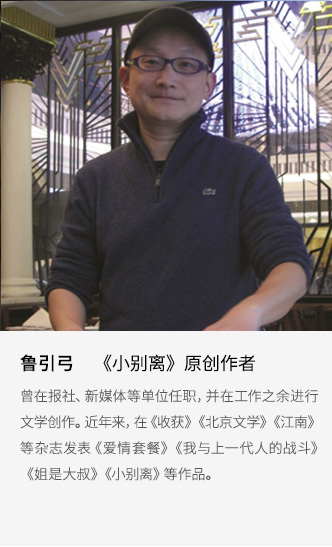 鲁引弓 《小别离》原创作者
曾在报社、新媒体等单位任职，并在工作之余进行
文学创作。近年来，在《收获》《北京文学》《江南》
等杂志发表《爱情套餐》《我与上一代人的战斗》
《姐是大叔》《小别离》等作品。